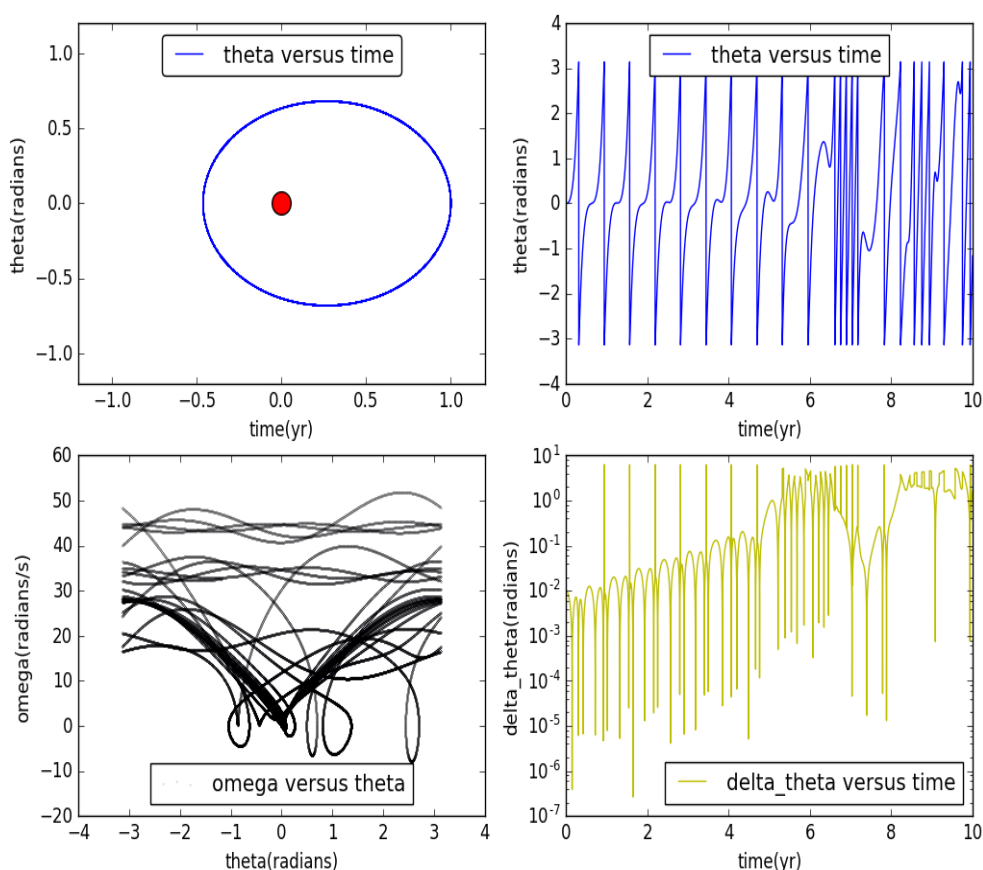 theta versus time
theta(radians)
1.0
0.5
0.0
−0.5
−1.0
−1.0 −0.5 0.0 0.5 1.0
time(yr)
theta versus time
theta(radians)
4
3
2
1
0
−1
−2
−3
−4
0 2 4 6 8 10
time(yr)
omega(radians/s)
60
50
40
30
20
10
0
−10
−20
omega versus theta
−4 −3 −2 −1 0 1 2 3 4
theta(radians)
delta_theta(radians)
10^1
10^0
10^-1
10^-2
10^-3
10^-4
10^-5
10^-6
10^-7
delta_theta versus time
0 2 4 6 8 10
time(yr)